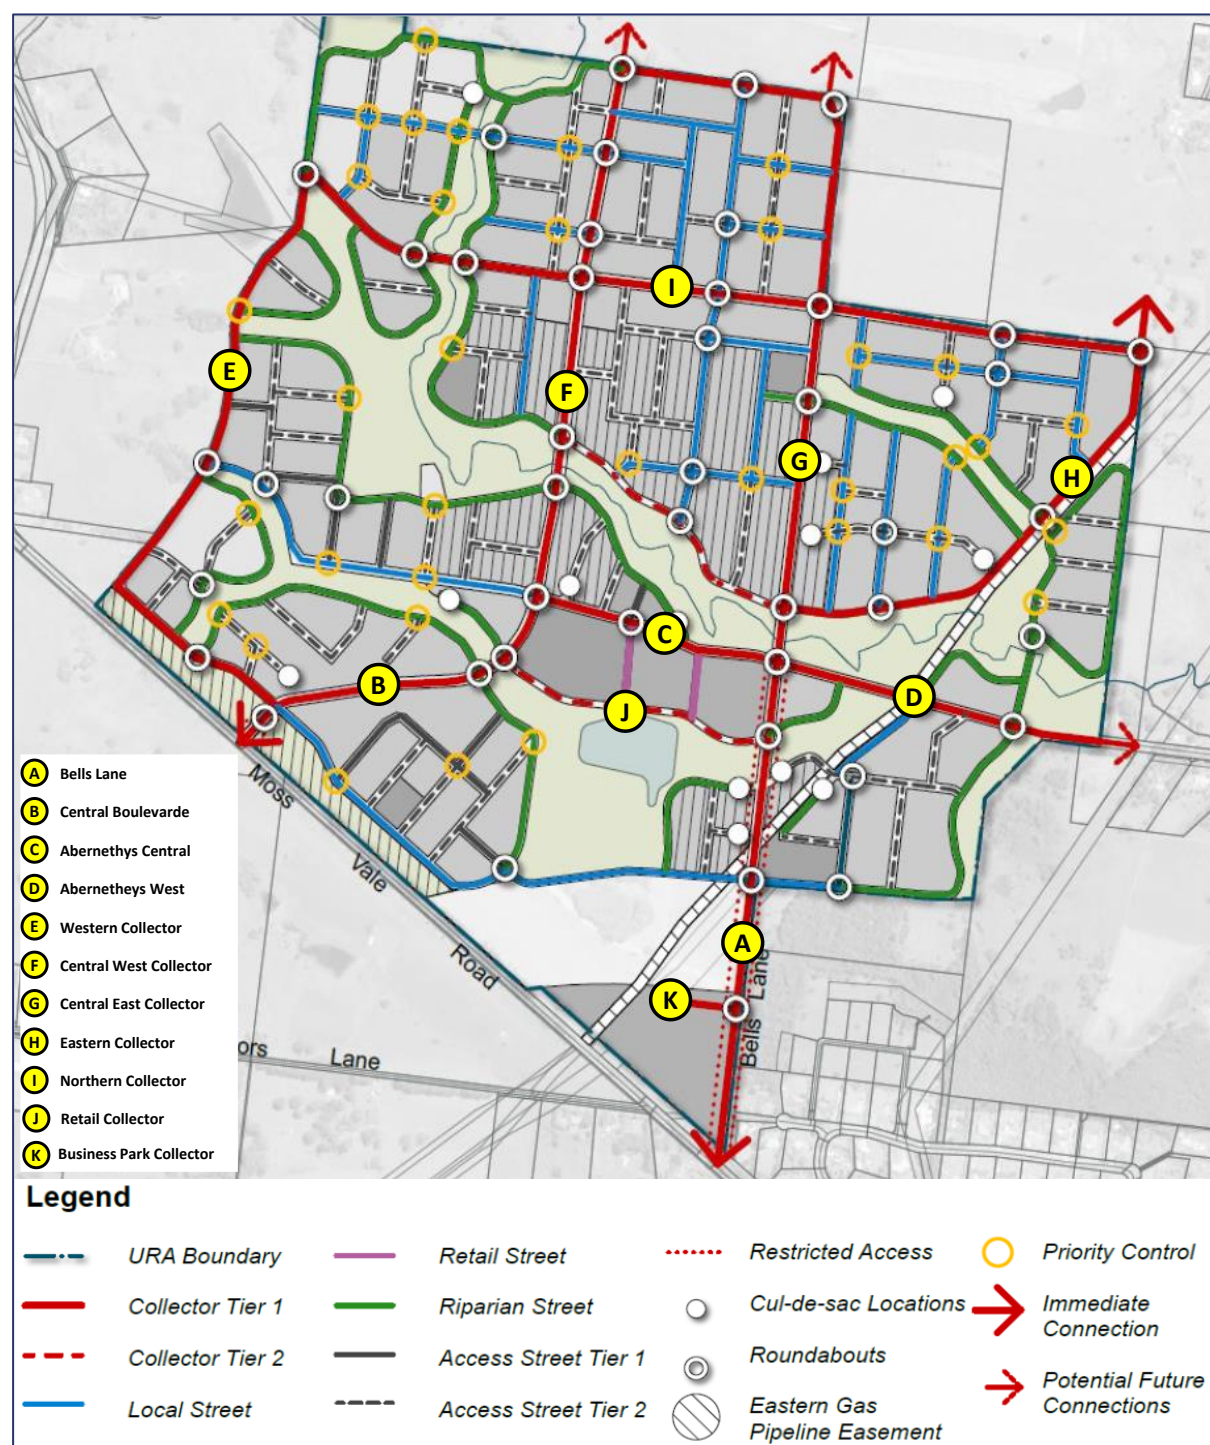 I
E
F
G
H
C
B
D
J
A Bells Lane
B Central Boulevarde
C Abernethys Central
D Abernetheys West
E Western Collector
F Central West Collector
G Central East Collector
H Eastern Collector
I Northern Collector
J Retail Collector
K Business Park Collector
Moss
Vale
Road
A
K
Bells Lane
ors Lane
Legend
URA Boundary
Collector Tier 1
Collector Tier 2
Local Street
Retail Street
Riparian Street
Access Street Tier 1
Access Street Tier 2
Restricted Access
Cul-de-sac Locations
Roundabouts
Eastern Gas
Pipeline Easement
Priority Control
Immediate
Connection
Potential Future
Connections